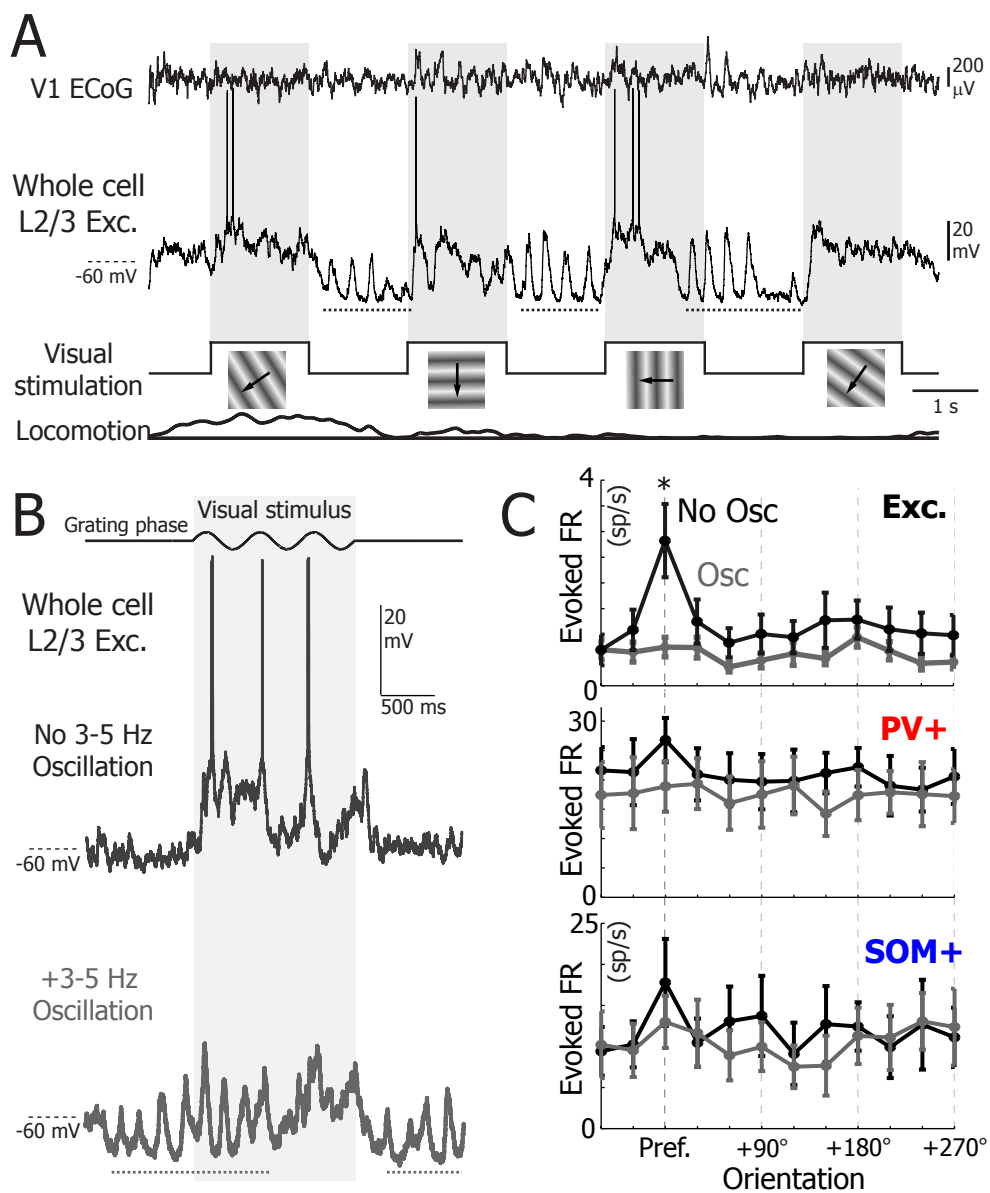 A
V1 ECoG
200
µV
Whole cell
L2/3 Exc.
20
mV
-60 mV
Visual
stimulation
1 s
Locomotion
B
Visual stimulus
Grating phase
Whole cell
L2/3 Exc.
20
mV
500 ms
No 3-5 Hz
Oscillation
-60 mV
+3-5 Hz
Oscillation
-60 mV
C
4
(sp/s)
*
No Osc
Exc.
Osc
Evoked FR
0
30
PV+
Evoked FR
0
25
(sp/s)
SOM+
Evoked FR
0
Pref.
+90°
+180°
+270°
Orientation